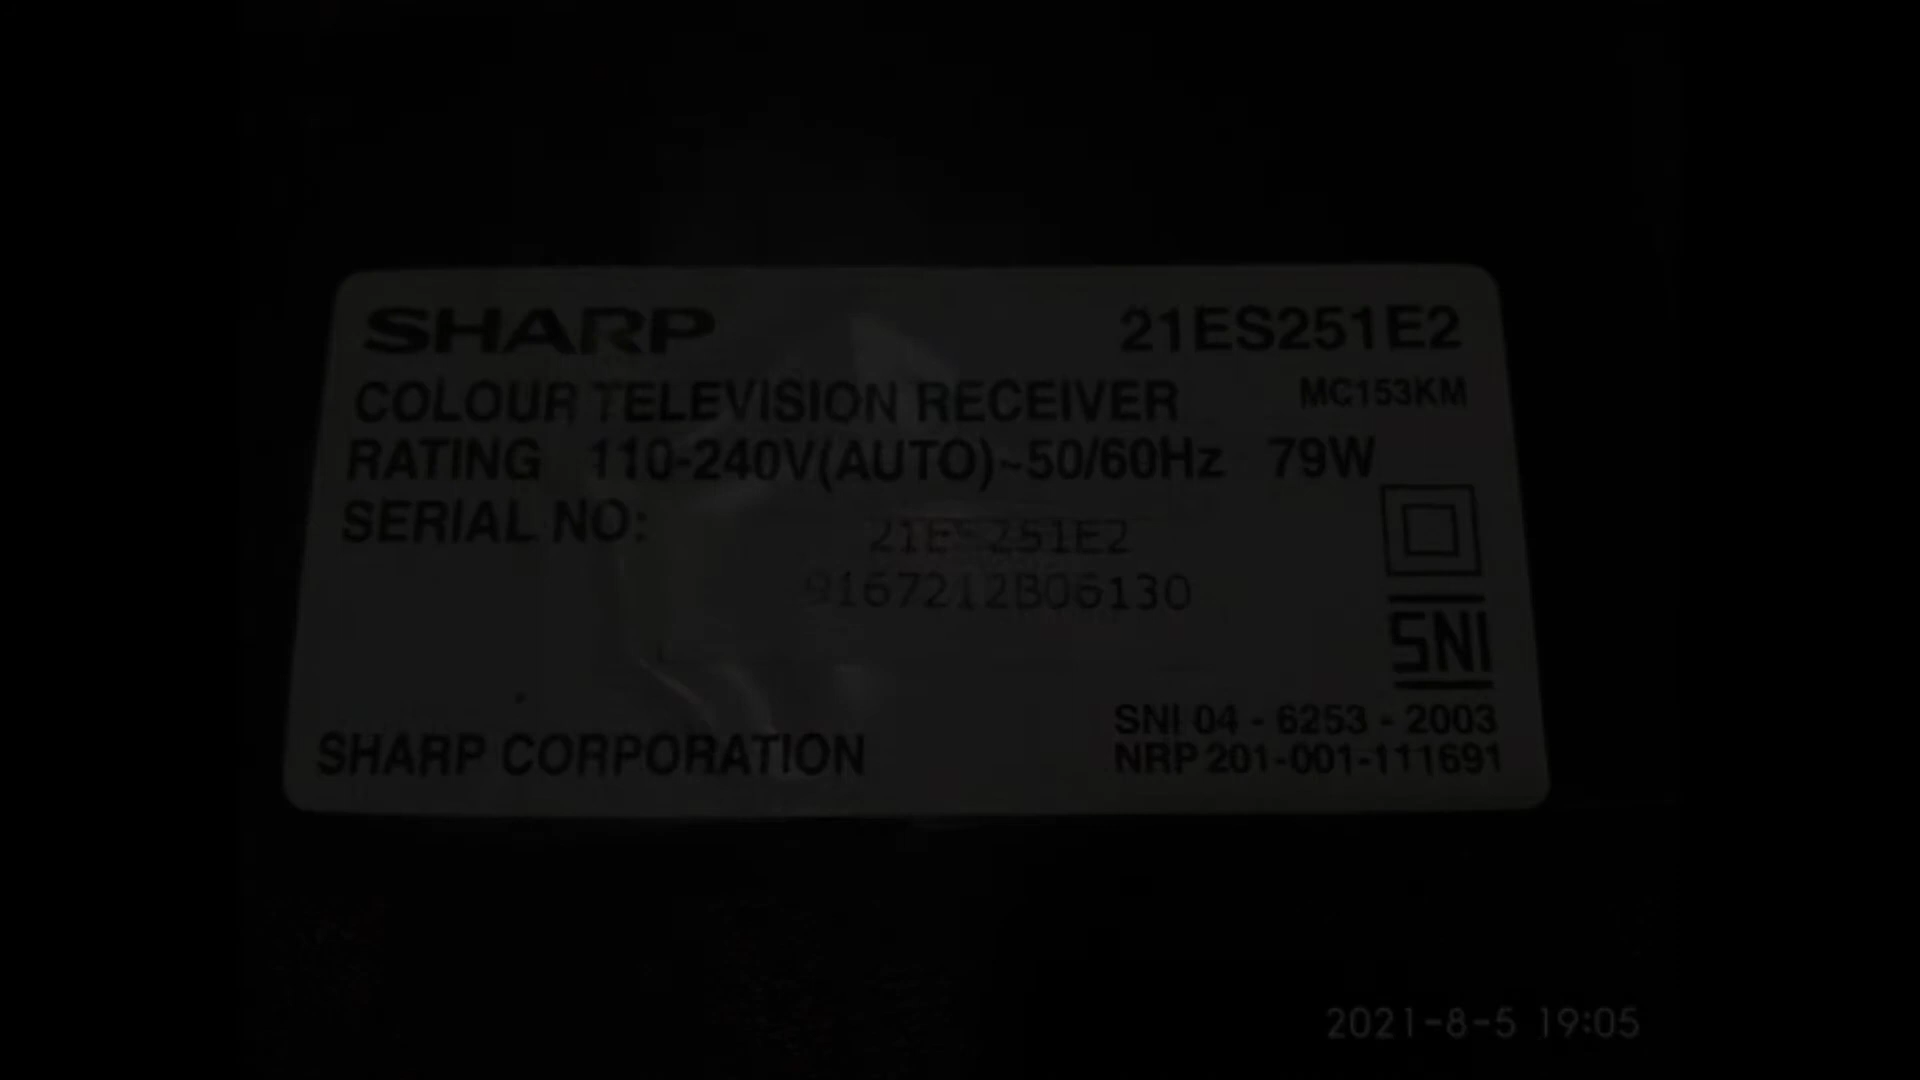 SHARP 21ES251E2
COLOUR TELEVISION RECEIVER MC153KM
RATING 110-240V(AUTO)~50/60Hz 79W
SERIAL NO: 21ES251E2
9167212B06130
SNI
SNI 04 - 6253 - 2003
SHARP CORPORATION NRP 201-001-111691
2021-8-5 19:05